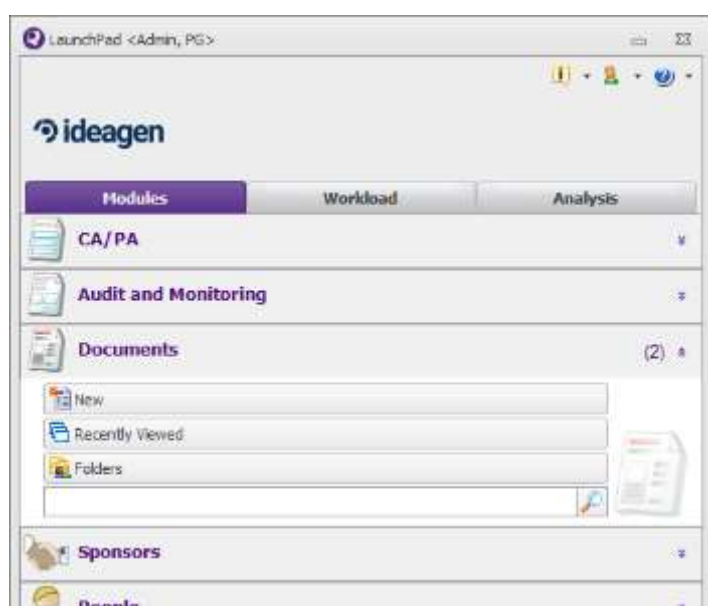 LaunchPad <Admin, PG>
ideagen
Modules Workload Analysis
CA/PA
Audit and Monitoring
Documents (2)
New
Recently Viewed
Folders
Sponsors
People